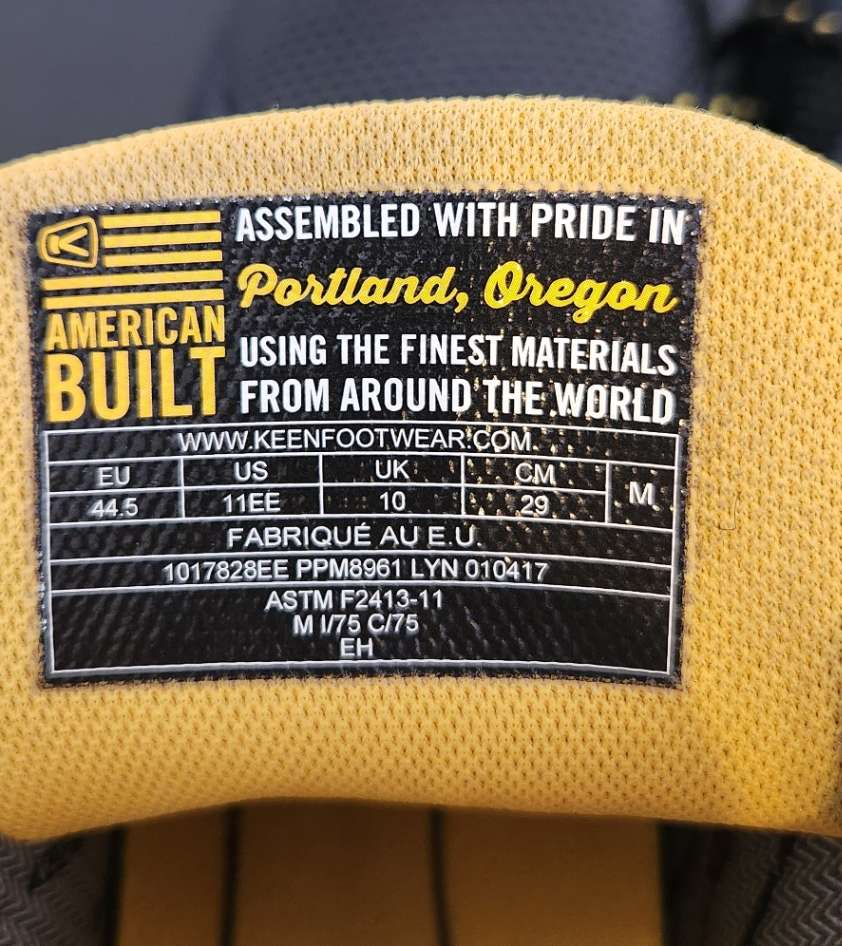 ASSEMBLED WITH PRIDE IN
Portland, Oregon
AMERICAN
BUILT
USING THE FINEST MATERIALS
FROM AROUND THE WORLD
WWW.KEENFOOTWEAR.COM
EU US UK CM M
44.5 11EE 10 29
FABRIQUÉ AU E.U.
1017828EE PPM8961 LYN 010417
ASTM F2413-11
M I/75 C/75
EH